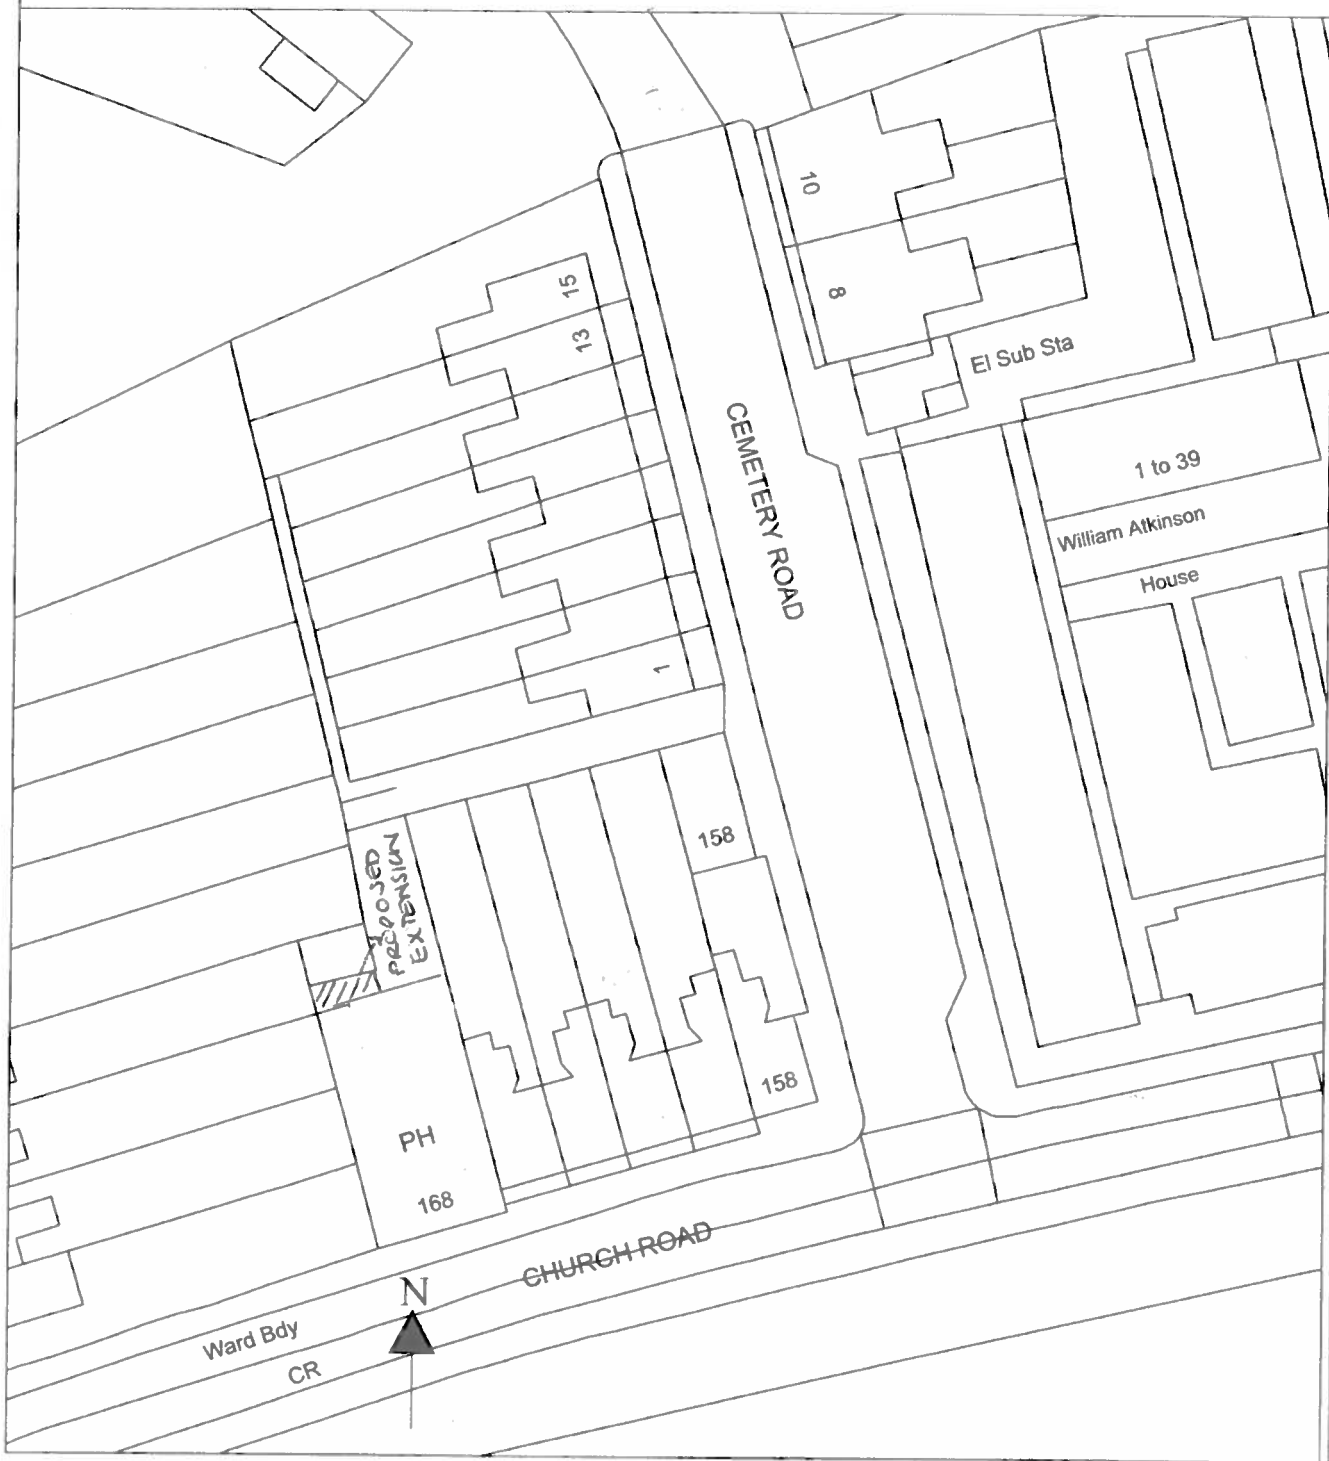 10
15
8
13
El Sub Sta
CEMETERY ROAD
1 to 39
William Atkinson
House
1
158
PROPOSED
EXTENSION
158
PH
168
CHURCH ROAD
N
Ward Bdy
CR